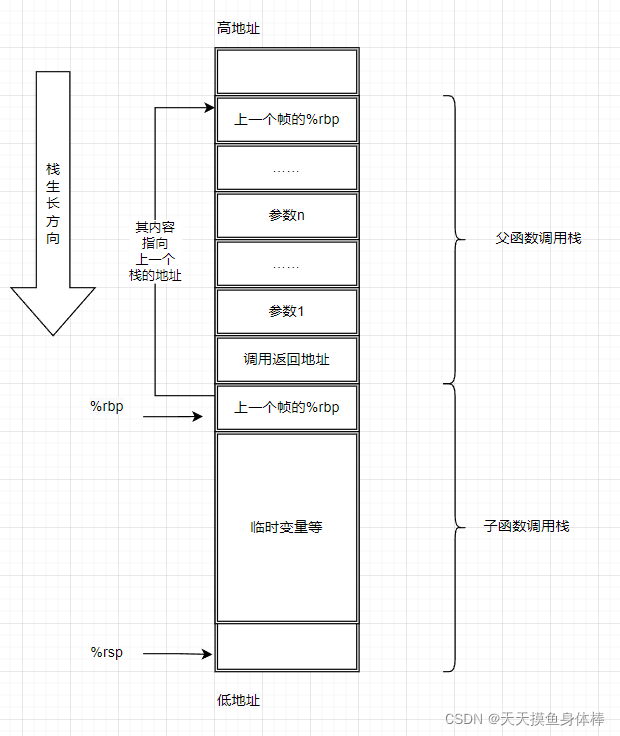 高地址
上一个帧的%rbp
……
栈
生
长
方
向
参数n
其内容
指向
上一个
栈的地址
父函数调用栈
……
参数1
调用返回地址
%rbp
上一个帧的%rbp
临时变量等
子函数调用栈
%rsp
低地址
CSDN @天天摸鱼身体棒